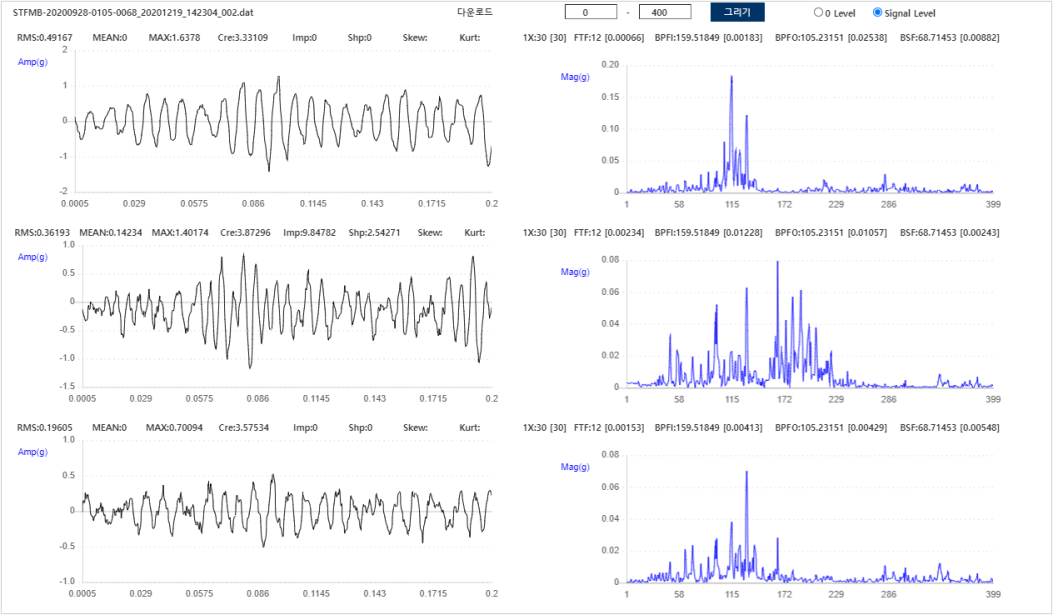 STFMB-20200928-0105-0068_20201219_142304_002.dat 다운로드 0 - 400 그리기 0 Level Signal Level
RMS:0.49167 MEAN:0 MAX:1.6378 Cre:3.33109 Imp:0 Shp:0 Skew: Kurt:
Amp(g)
2
1
0
-1
-2
0.0005 0.029 0.0575 0.086 0.1145 0.143 0.1715 0.2
1X:30 [30] FTF:12 [0.00066] BPFI:159.51849 [0.00183] BPFO:105.23151 [0.02538] BSF:68.71453 [0.00882]
Mag(g)
0.20
0.15
0.10
0.05
0
1 58 115 172 229 286 399
RMS:0.36193 MEAN:0.14234 MAX:1.40174 Cre:3.87296 Imp:9.84782 Shp:2.54271 Skew: Kurt:
Amp(g)
1.0
0.5
0
-0.5
-1.0
-1.5
0.0005 0.029 0.0575 0.086 0.1145 0.143 0.1715 0.2
1X:30 [30] FTF:12 [0.00234] BPFI:159.51849 [0.01228] BPFO:105.23151 [0.01057] BSF:68.71453 [0.00243]
Mag(g)
0.08
0.06
0.04
0.02
0
1 58 115 172 229 286 399
RMS:0.19605 MEAN:0 MAX:0.70094 Cre:3.57534 Imp:0 Shp:0 Skew: Kurt:
Amp(g)
1.0
0.5
0
-0.5
-1.0
0.0005 0.029 0.0575 0.086 0.1145 0.143 0.1715 0.2
1X:30 [30] FTF:12 [0.00153] BPFI:159.51849 [0.00413] BPFO:105.23151 [0.00429] BSF:68.71453 [0.00548]
Mag(g)
0.08
0.06
0.04
0.02
0
1 58 115 172 229 286 399